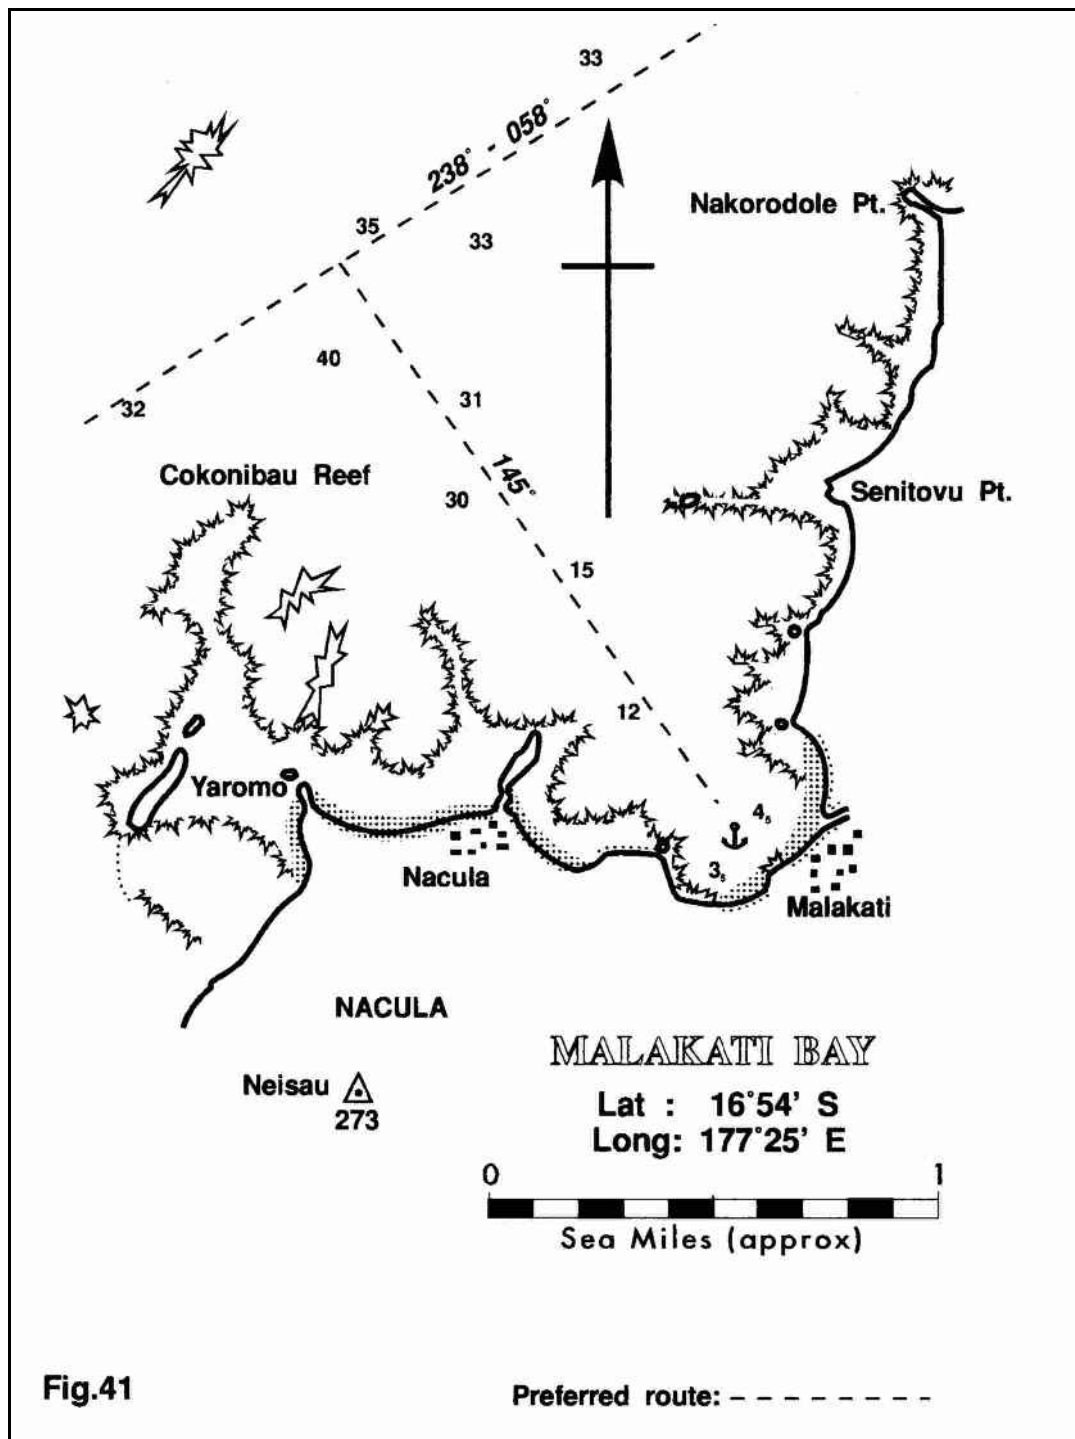 33
238° - 058°
Nakorodole Pt.
35
33
40
31
32
145°
Cokonibau Reef
30
Senitovu Pt.
15
12
Yaromo
4₅
3₅
Nacula
Malakati
NACULA
MALAKATI BAY
Neisau
273
Lat : 16°54' S
Long: 177°25' E
0 1
Sea Miles (approx)
Fig.41
Preferred route: